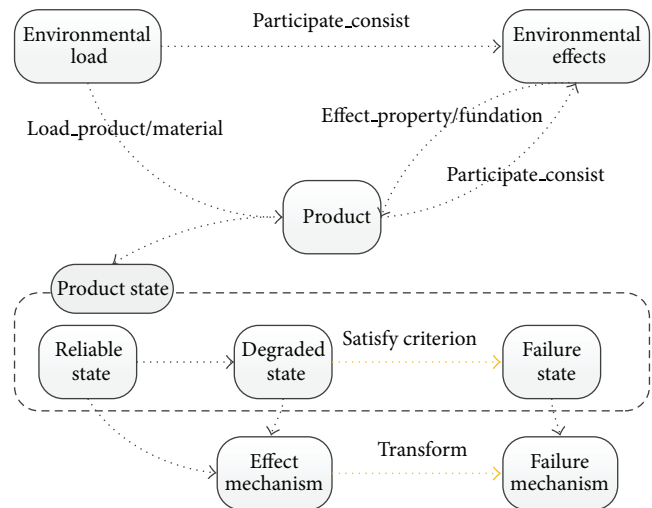 Participate_consist
Environmental
load
Environmental
effects
Effect_property/fundation
Load_product/material
Participate_consist
Product
Product state
Satisfy criterion
Reliable
state
Degraded
state
Failure
state
Transform
Effect
mechanism
Failure
mechanism